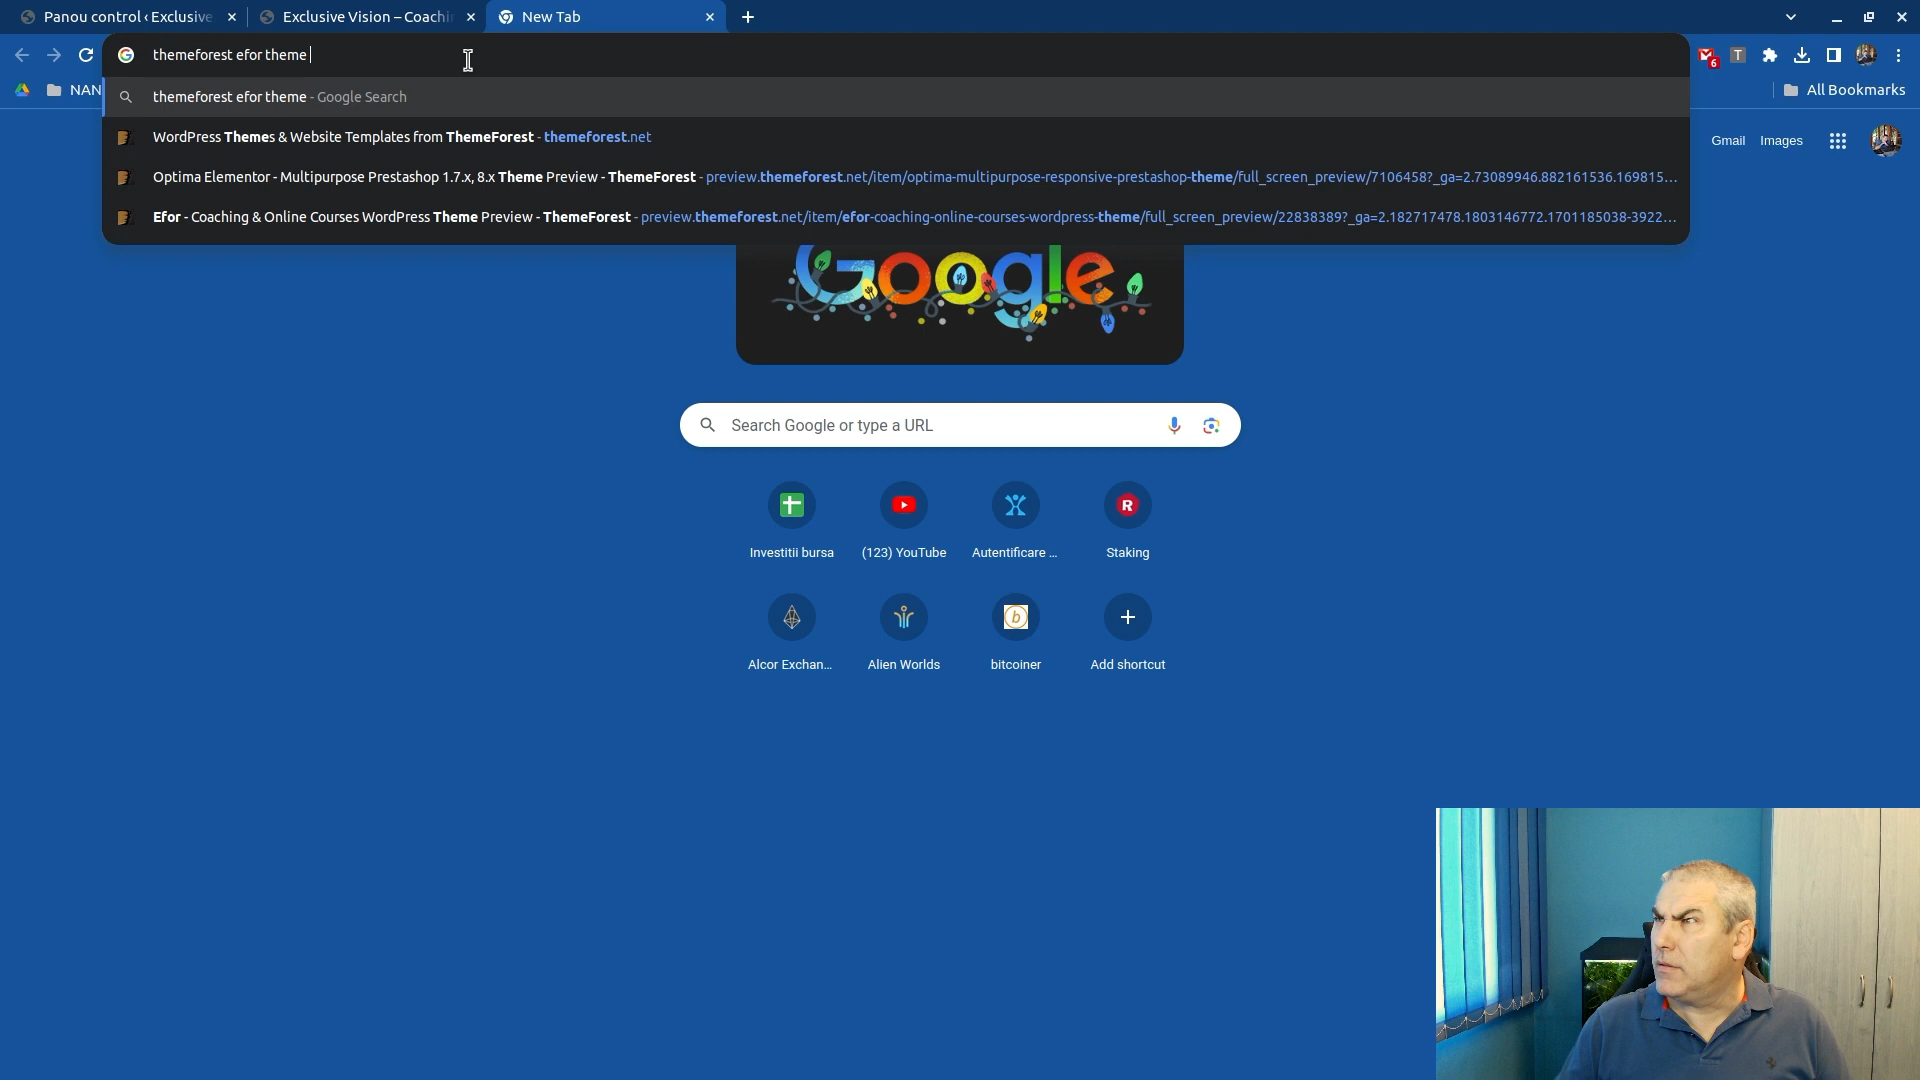 Panou control ‹ Exclusive
Exclusive Vision – Coachi
New Tab
themeforest efor theme
6
T
NAN
All Bookmarks
themeforest efor theme - Google Search
WordPress Themes & Website Templates from ThemeForest - themeforest.net
Optima Elementor - Multipurpose Prestashop 1.7.x, 8.x Theme Preview - ThemeForest - preview.themeforest.net/item/optima-multipurpose-responsive-prestashop-theme/full_screen_preview/7106458?_ga=2.73089946.882161536.169815...
Efor - Coaching & Online Courses WordPress Theme Preview - ThemeForest - preview.themeforest.net/item/efor-coaching-online-courses-wordpress-theme/full_screen_preview/22838389?_ga=2.182717478.1803146772.1701185038-3922...
Gmail
Images
Google
Search Google or type a URL
Investitii bursa
(123) YouTube
Autentificare ...
R
Staking
Alcor Exchan...
Alien Worlds
b
bitcoiner
Add shortcut